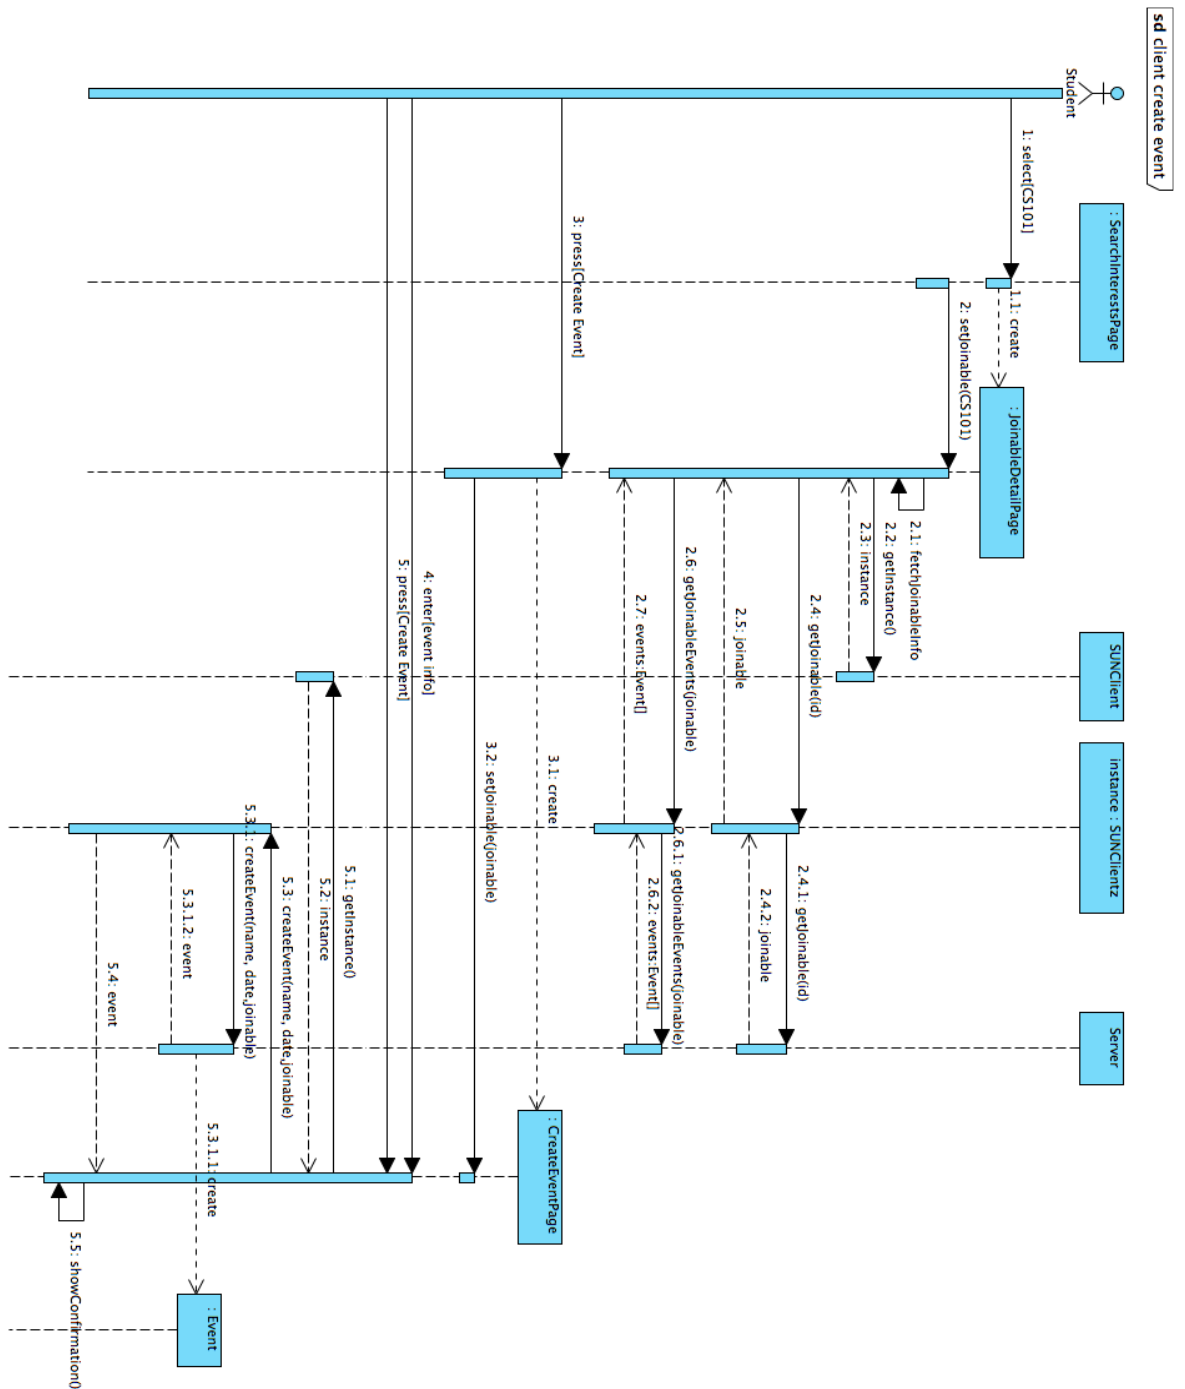 sd client create event
Student
: SearchInterestsPage
: JoinableDetailPage
SUNClient
instance : SUNClientz
Server
: CreateEventPage
: Event
1: select[CS101]
1.1: create
2: setJoinable(CS101)
2.1: fetchJoinableInfo
2.2: getInstance()
2.3: instance
2.4: getJoinable(id)
2.4.1: getJoinable(id)
2.4.2: joinable
2.5: joinable
2.6: getJoinableEvents(joinable)
2.6.1: getJoinableEvents(joinable)
2.6.2: events:Event[]
2.7: events:Event[]
3: press[Create Event]
3.1: create
3.2: setJoinable(joinable)
4: enter[event info]
5: press[Create Event]
5.1: getInstance()
5.2: instance
5.3: createEvent(name, date,joinable)
5.3.1: createEvent(name, date,joinable)
5.3.1.1: create
5.3.1.2: event
5.4: event
5.5: showConfirmation()